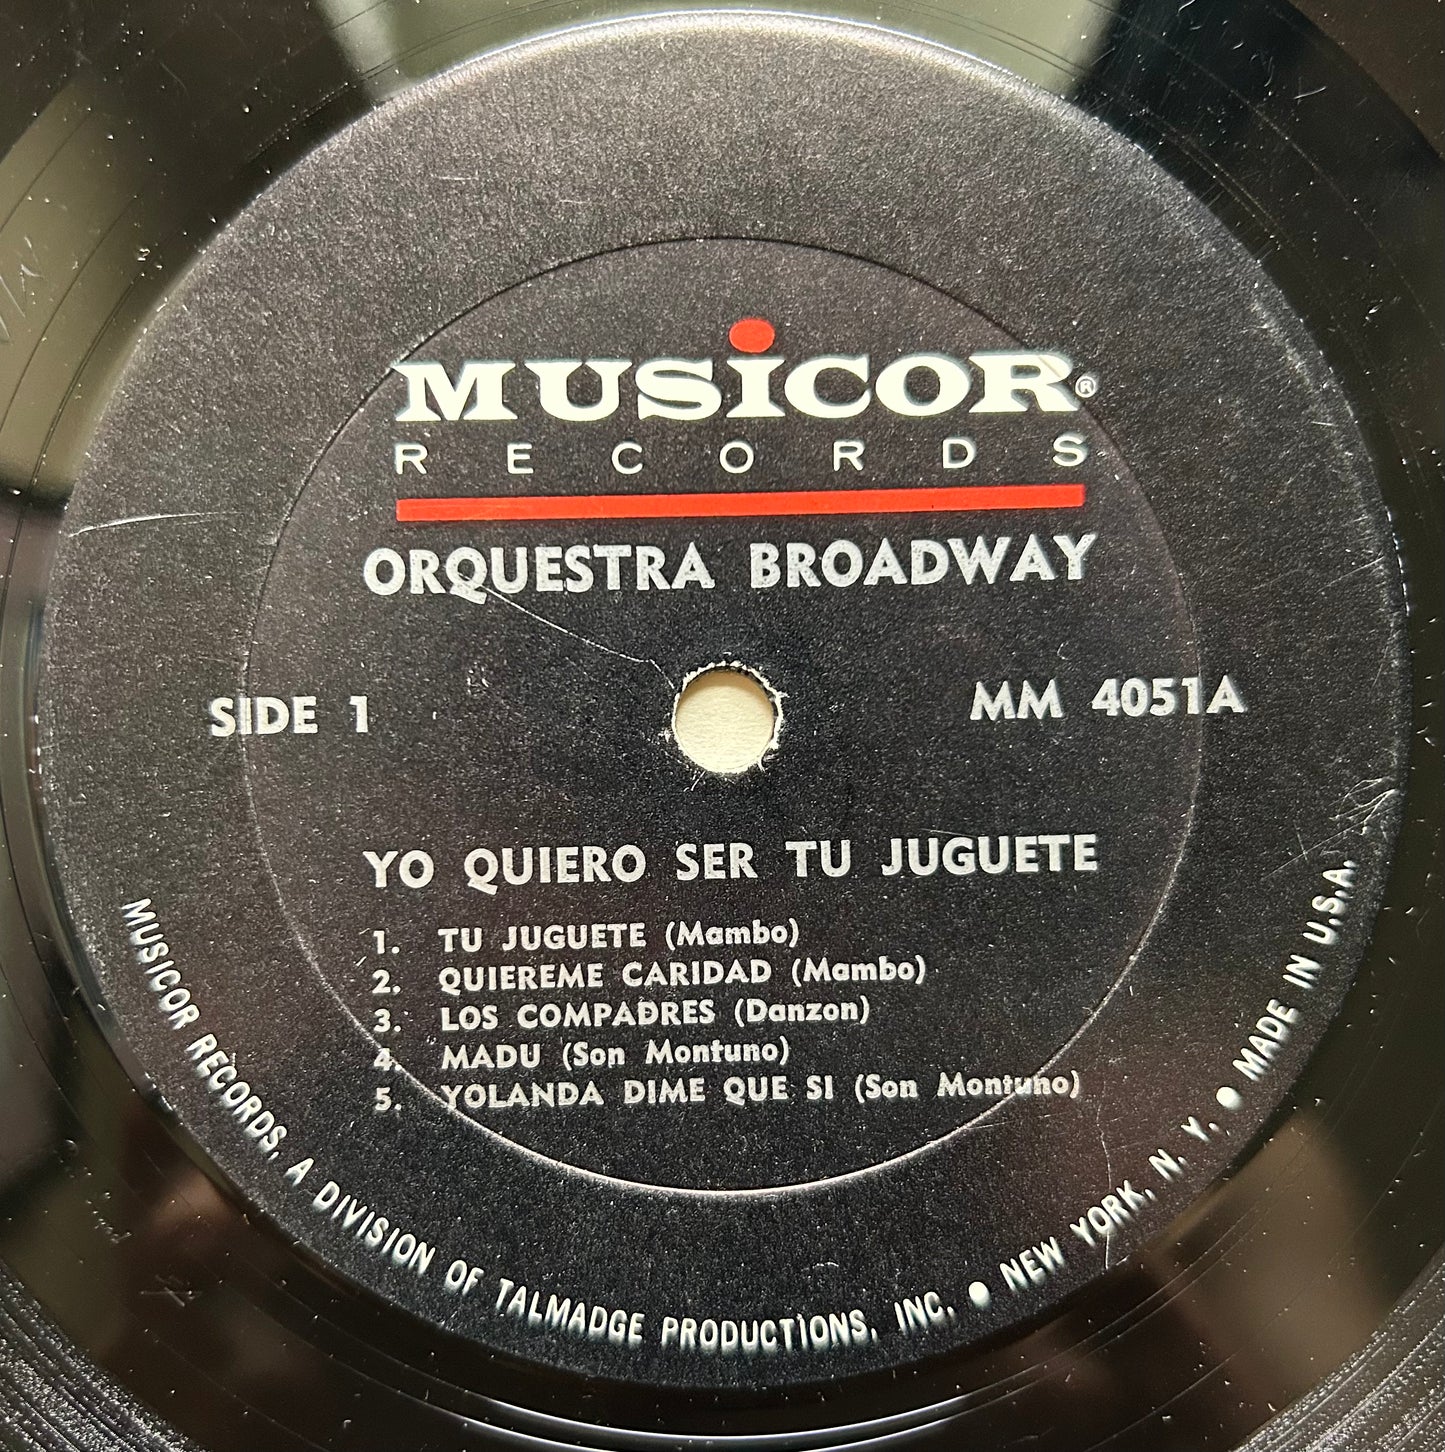 MUSICOR®
RECORDS
ORQUESTRA BROADWAY
SIDE 1
MM 4051A
YO QUIERO SER TU JUGUETE
1. TU JUGUETE (Mambo)
2. QUIEREME CARIDAD (Mambo)
3. LOS COMPADRES (Danzon)
4. MADU (Son Montuno)
5. YOLANDA DIME QUE SI (Son Montuno)
MUSICOR RECORDS, A DIVISION OF TALMADGE PRODUCTIONS, INC. ● NEW YORK, N. Y. ● MADE IN U.S.A.